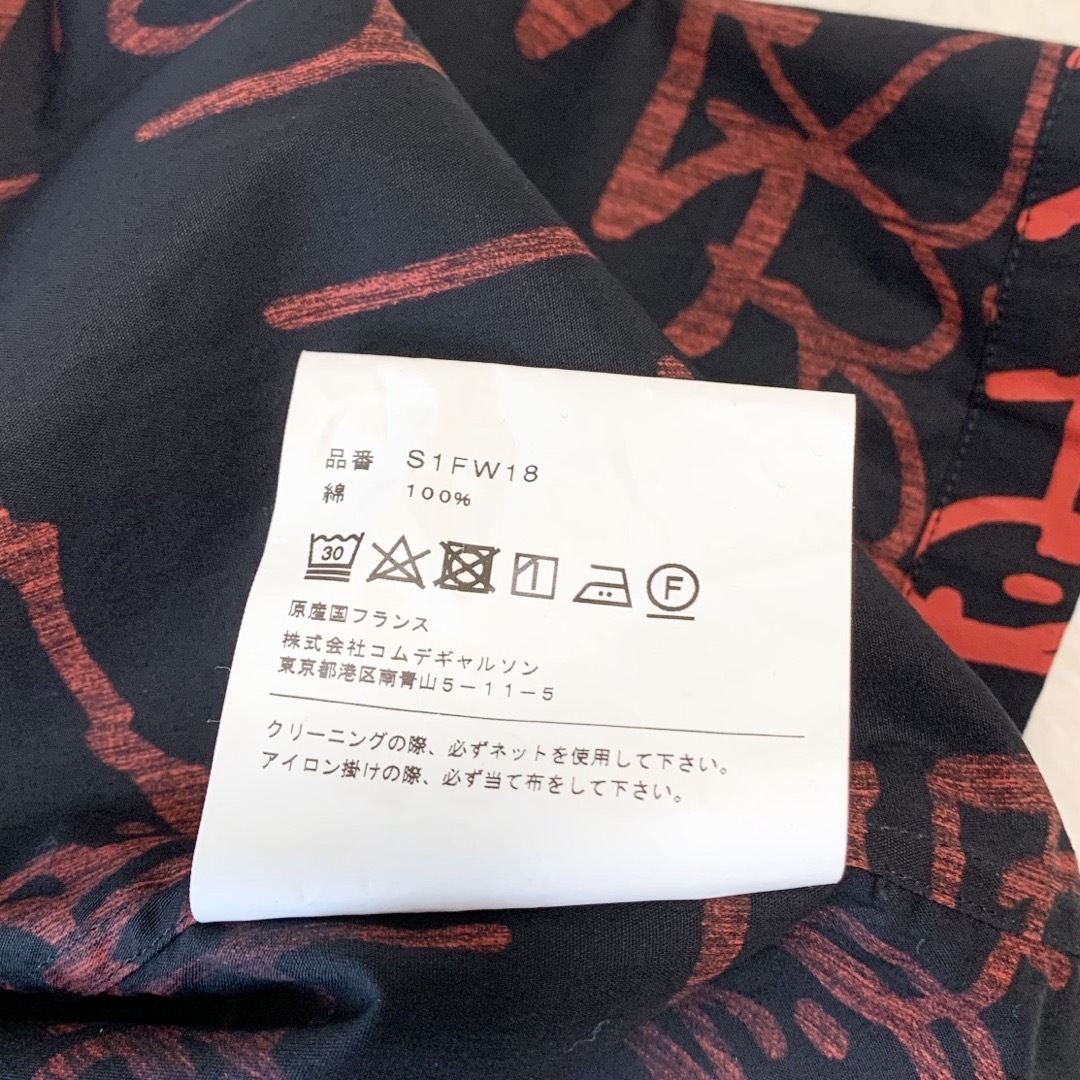 品番 S1FW18
綿 100%
30 F
原産国フランス
株式会社コムデギャルソン
東京都港区南青山5-11-5
クリーニングの際、必ずネットを使用して下さい。
アイロン掛けの際、必ず当て布をして下さい。